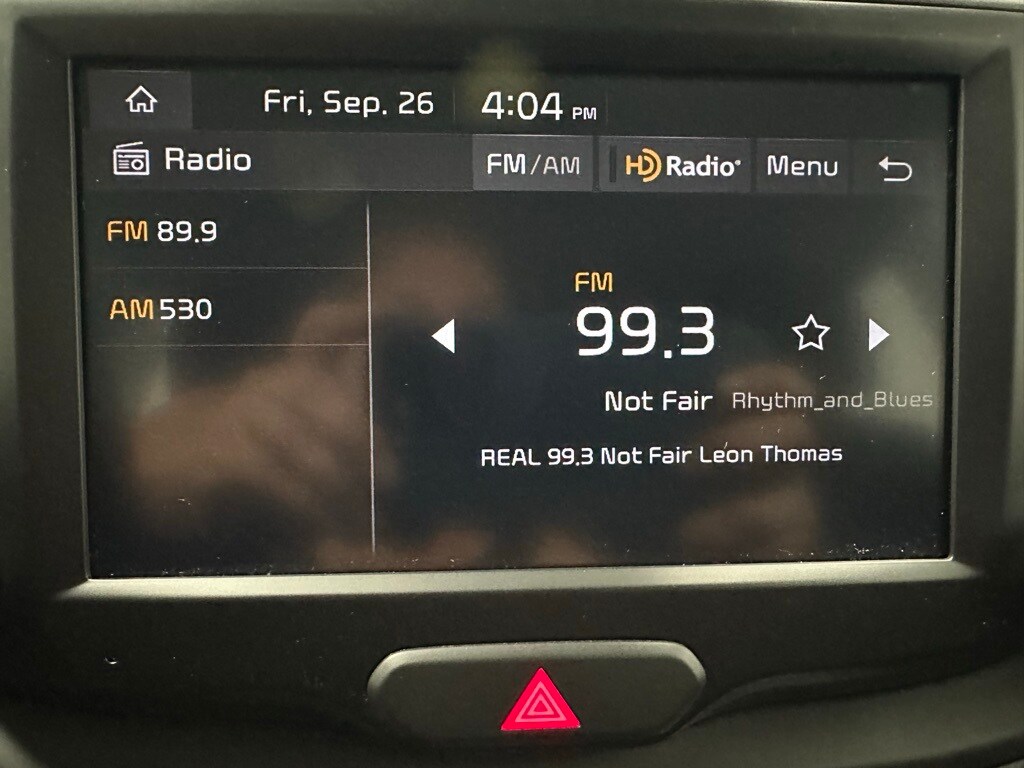 Fri, Sep. 26 4:04 PM
Radio FM/AM HD Radio Menu
FM 89.9
AM 530
FM
99.3
Not Fair Rhythm_and_Blues
REAL 99.3 Not Fair Leon Thomas